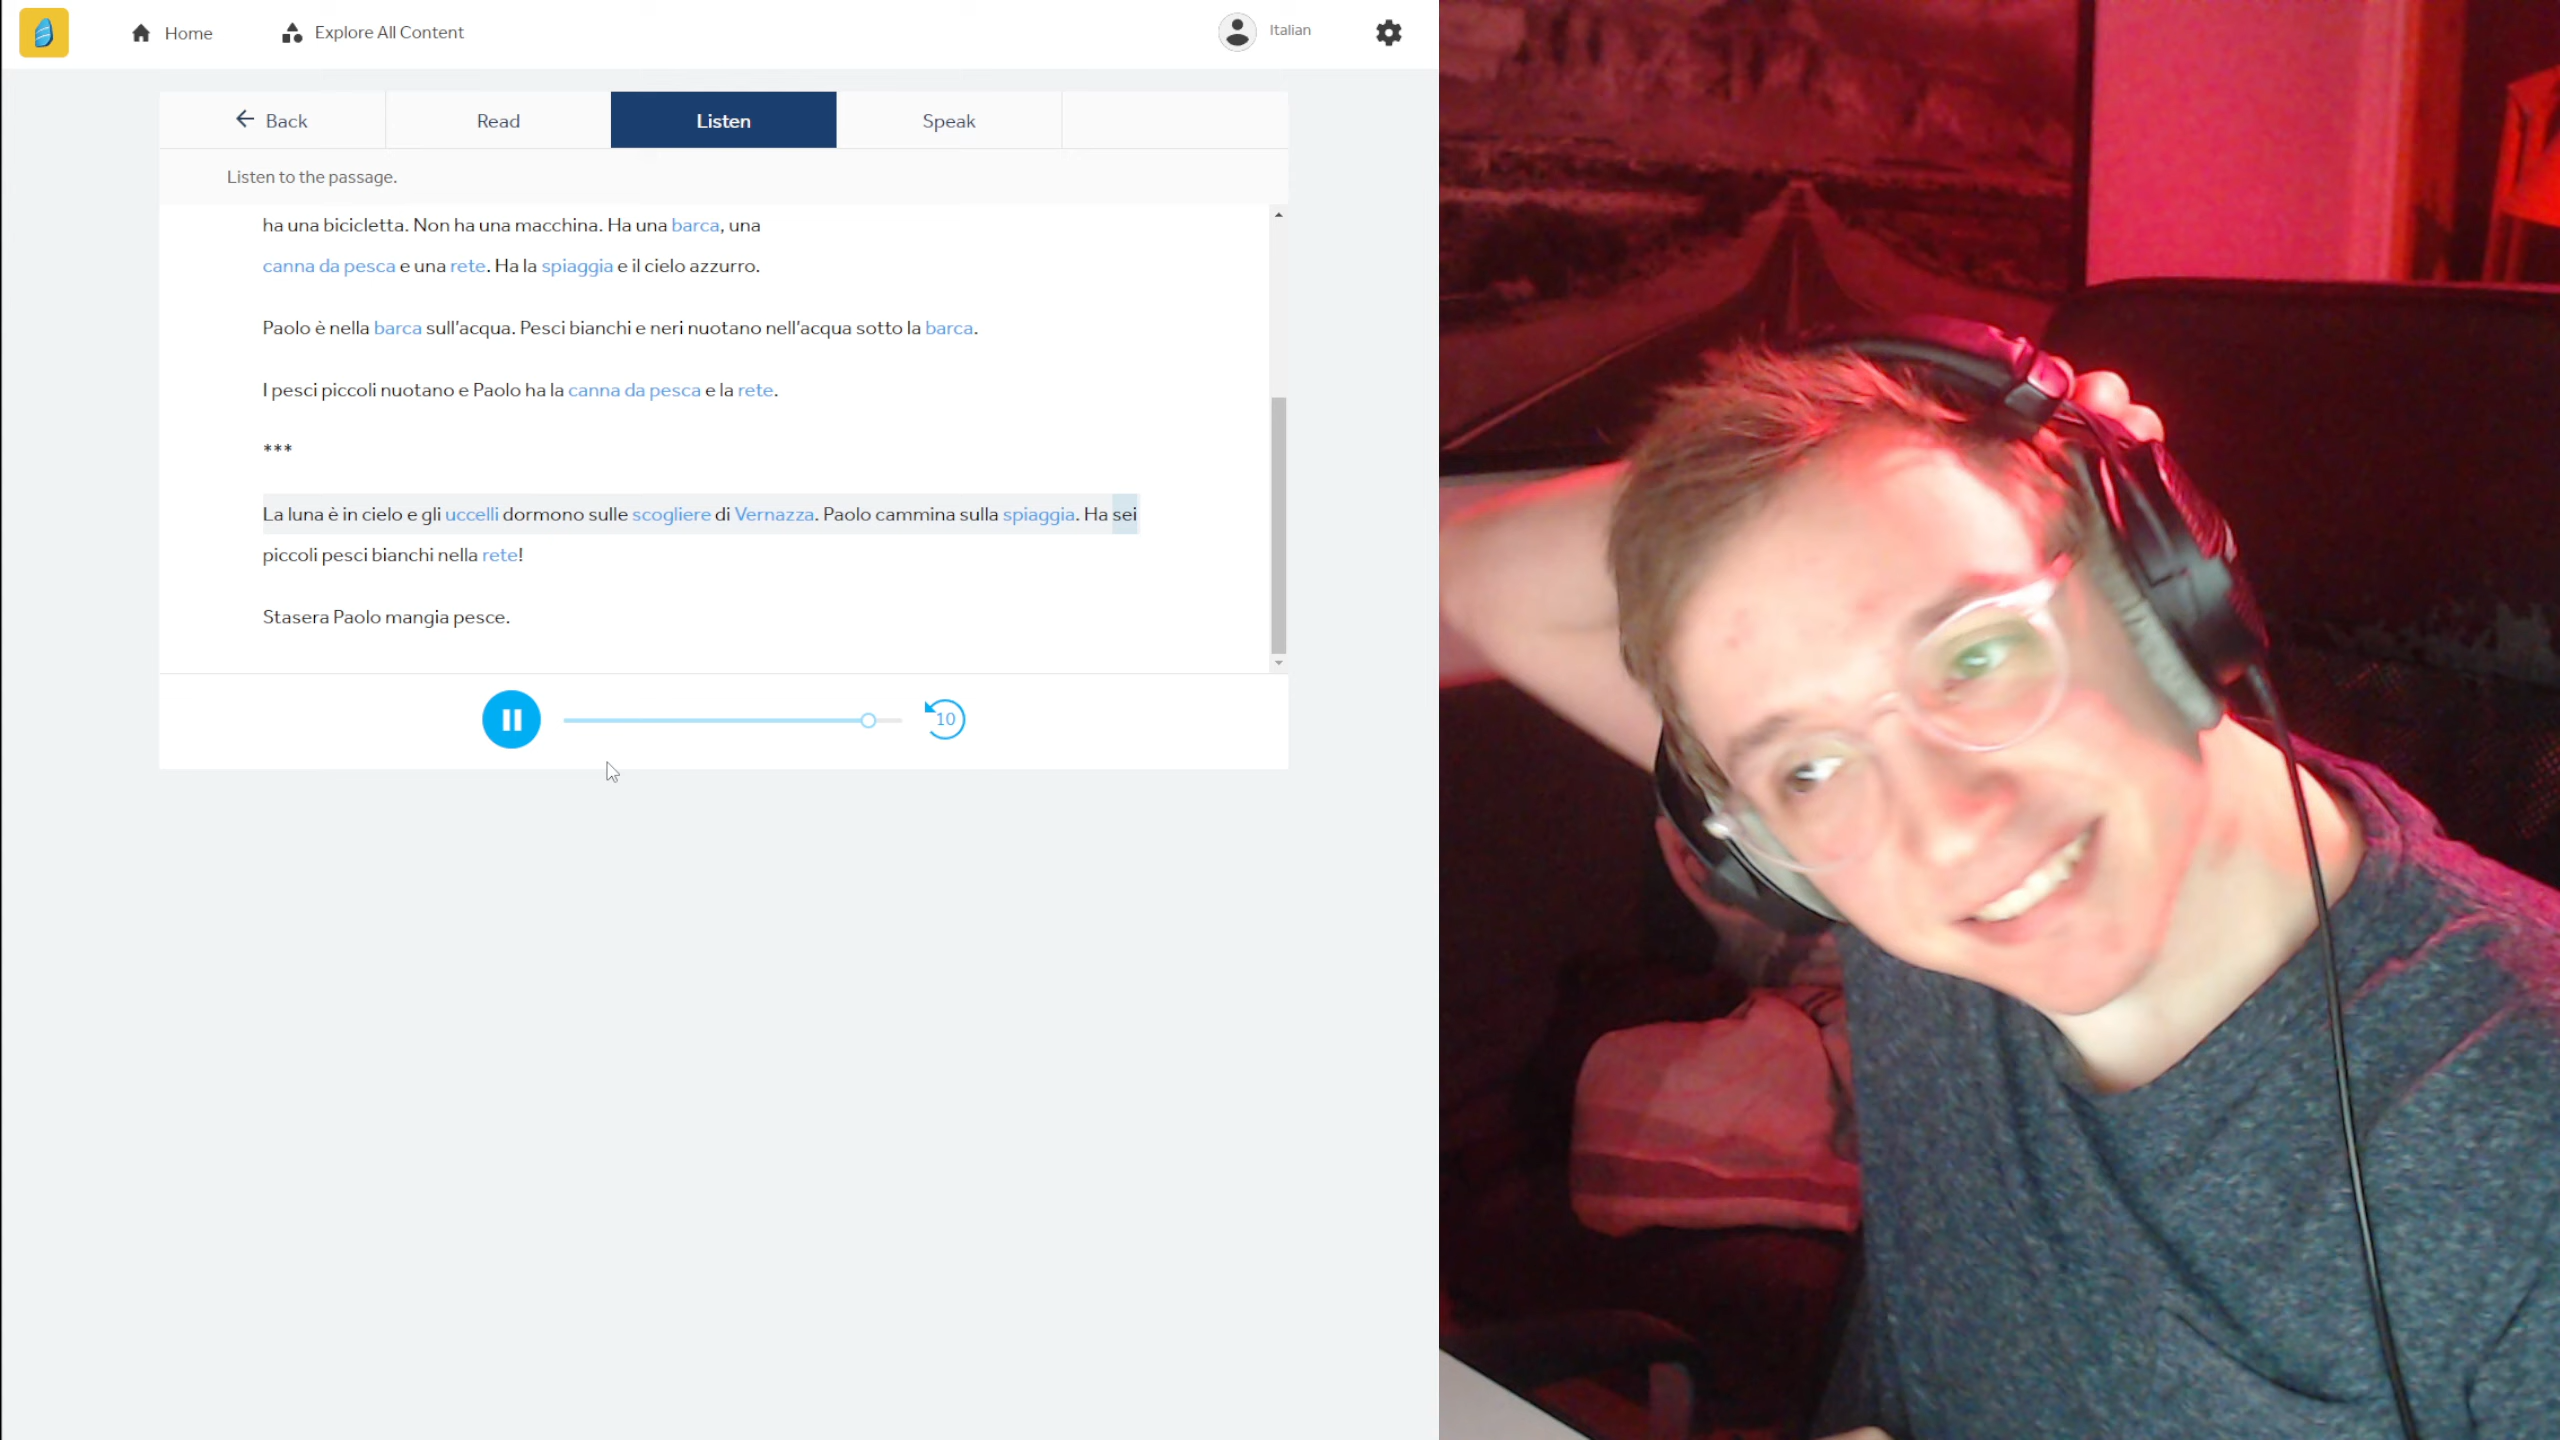 Home
Explore All Content
Italian
Back
Read
Listen
Speak
Listen to the passage.
ha una bicicletta. Non ha una macchina. Ha una barca, una
canna da pesca e una rete. Ha la spiaggia e il cielo azzurro.
Paolo è nella barca sull'acqua. Pesci bianchi e neri nuotano nell'acqua sotto la barca.
I pesci piccoli nuotano e Paolo ha la canna da pesca e la rete.
***
La luna è in cielo e gli uccelli dormono sulle scogliere di Vernazza. Paolo cammina sulla spiaggia. Ha sei
piccoli pesci bianchi nella rete!
Stasera Paolo mangia pesce.
10